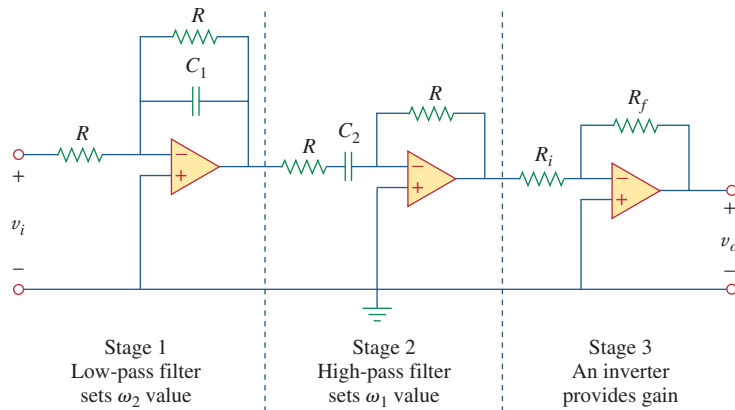 R
C1
R
R
C2
R
Ri
Rf
−
+
−
+
−
+
+
vi
−
+
vo
−
Stage 1
Low-pass filter
sets ω2 value
Stage 2
High-pass filter
sets ω1 value
Stage 3
An inverter
provides gain